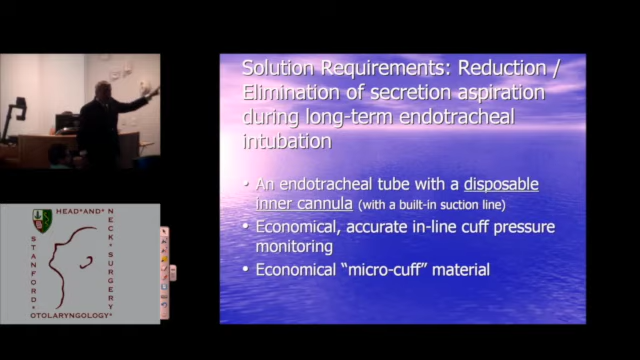 Solution Requirements: Reduction /
Elimination of secretion aspiration
during long-term endotracheal
intubation
• An endotracheal tube with a disposable
inner cannula (with a built-in suction line)
• Economical, accurate in-line cuff pressure
monitoring
• Economical “micro-cuff” material
HEAD*AND*
NECK*SURGERY
STANFORD*
OTOLARYNGOLOGY*